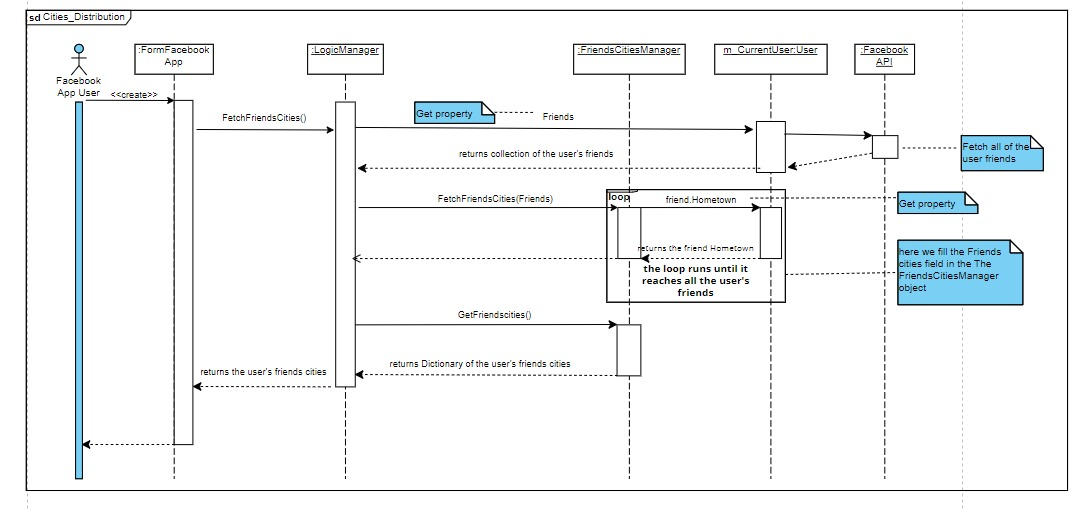 sd Cities_Distribution
:FormFacebook
App
:LogicManager
:FriendsCitiesManager
m_CurrentUser:User
:Facebook
API
Facebook
App User
<<create>>
FetchFriendsCities()
Get property
Friends
Fetch all of the
user friends
returns collection of the user's friends
FetchFriendsCities(Friends)
loop
friend.Hometown
Get property
returns the friend Hometown
the loop runs until it
reaches all the user's
friends
here we fill the Friends
cities field in the The
FriendsCitiesManager
object
GetFriendscities()
returns Dictionary of the user's friends cities
returns the user's friends cities